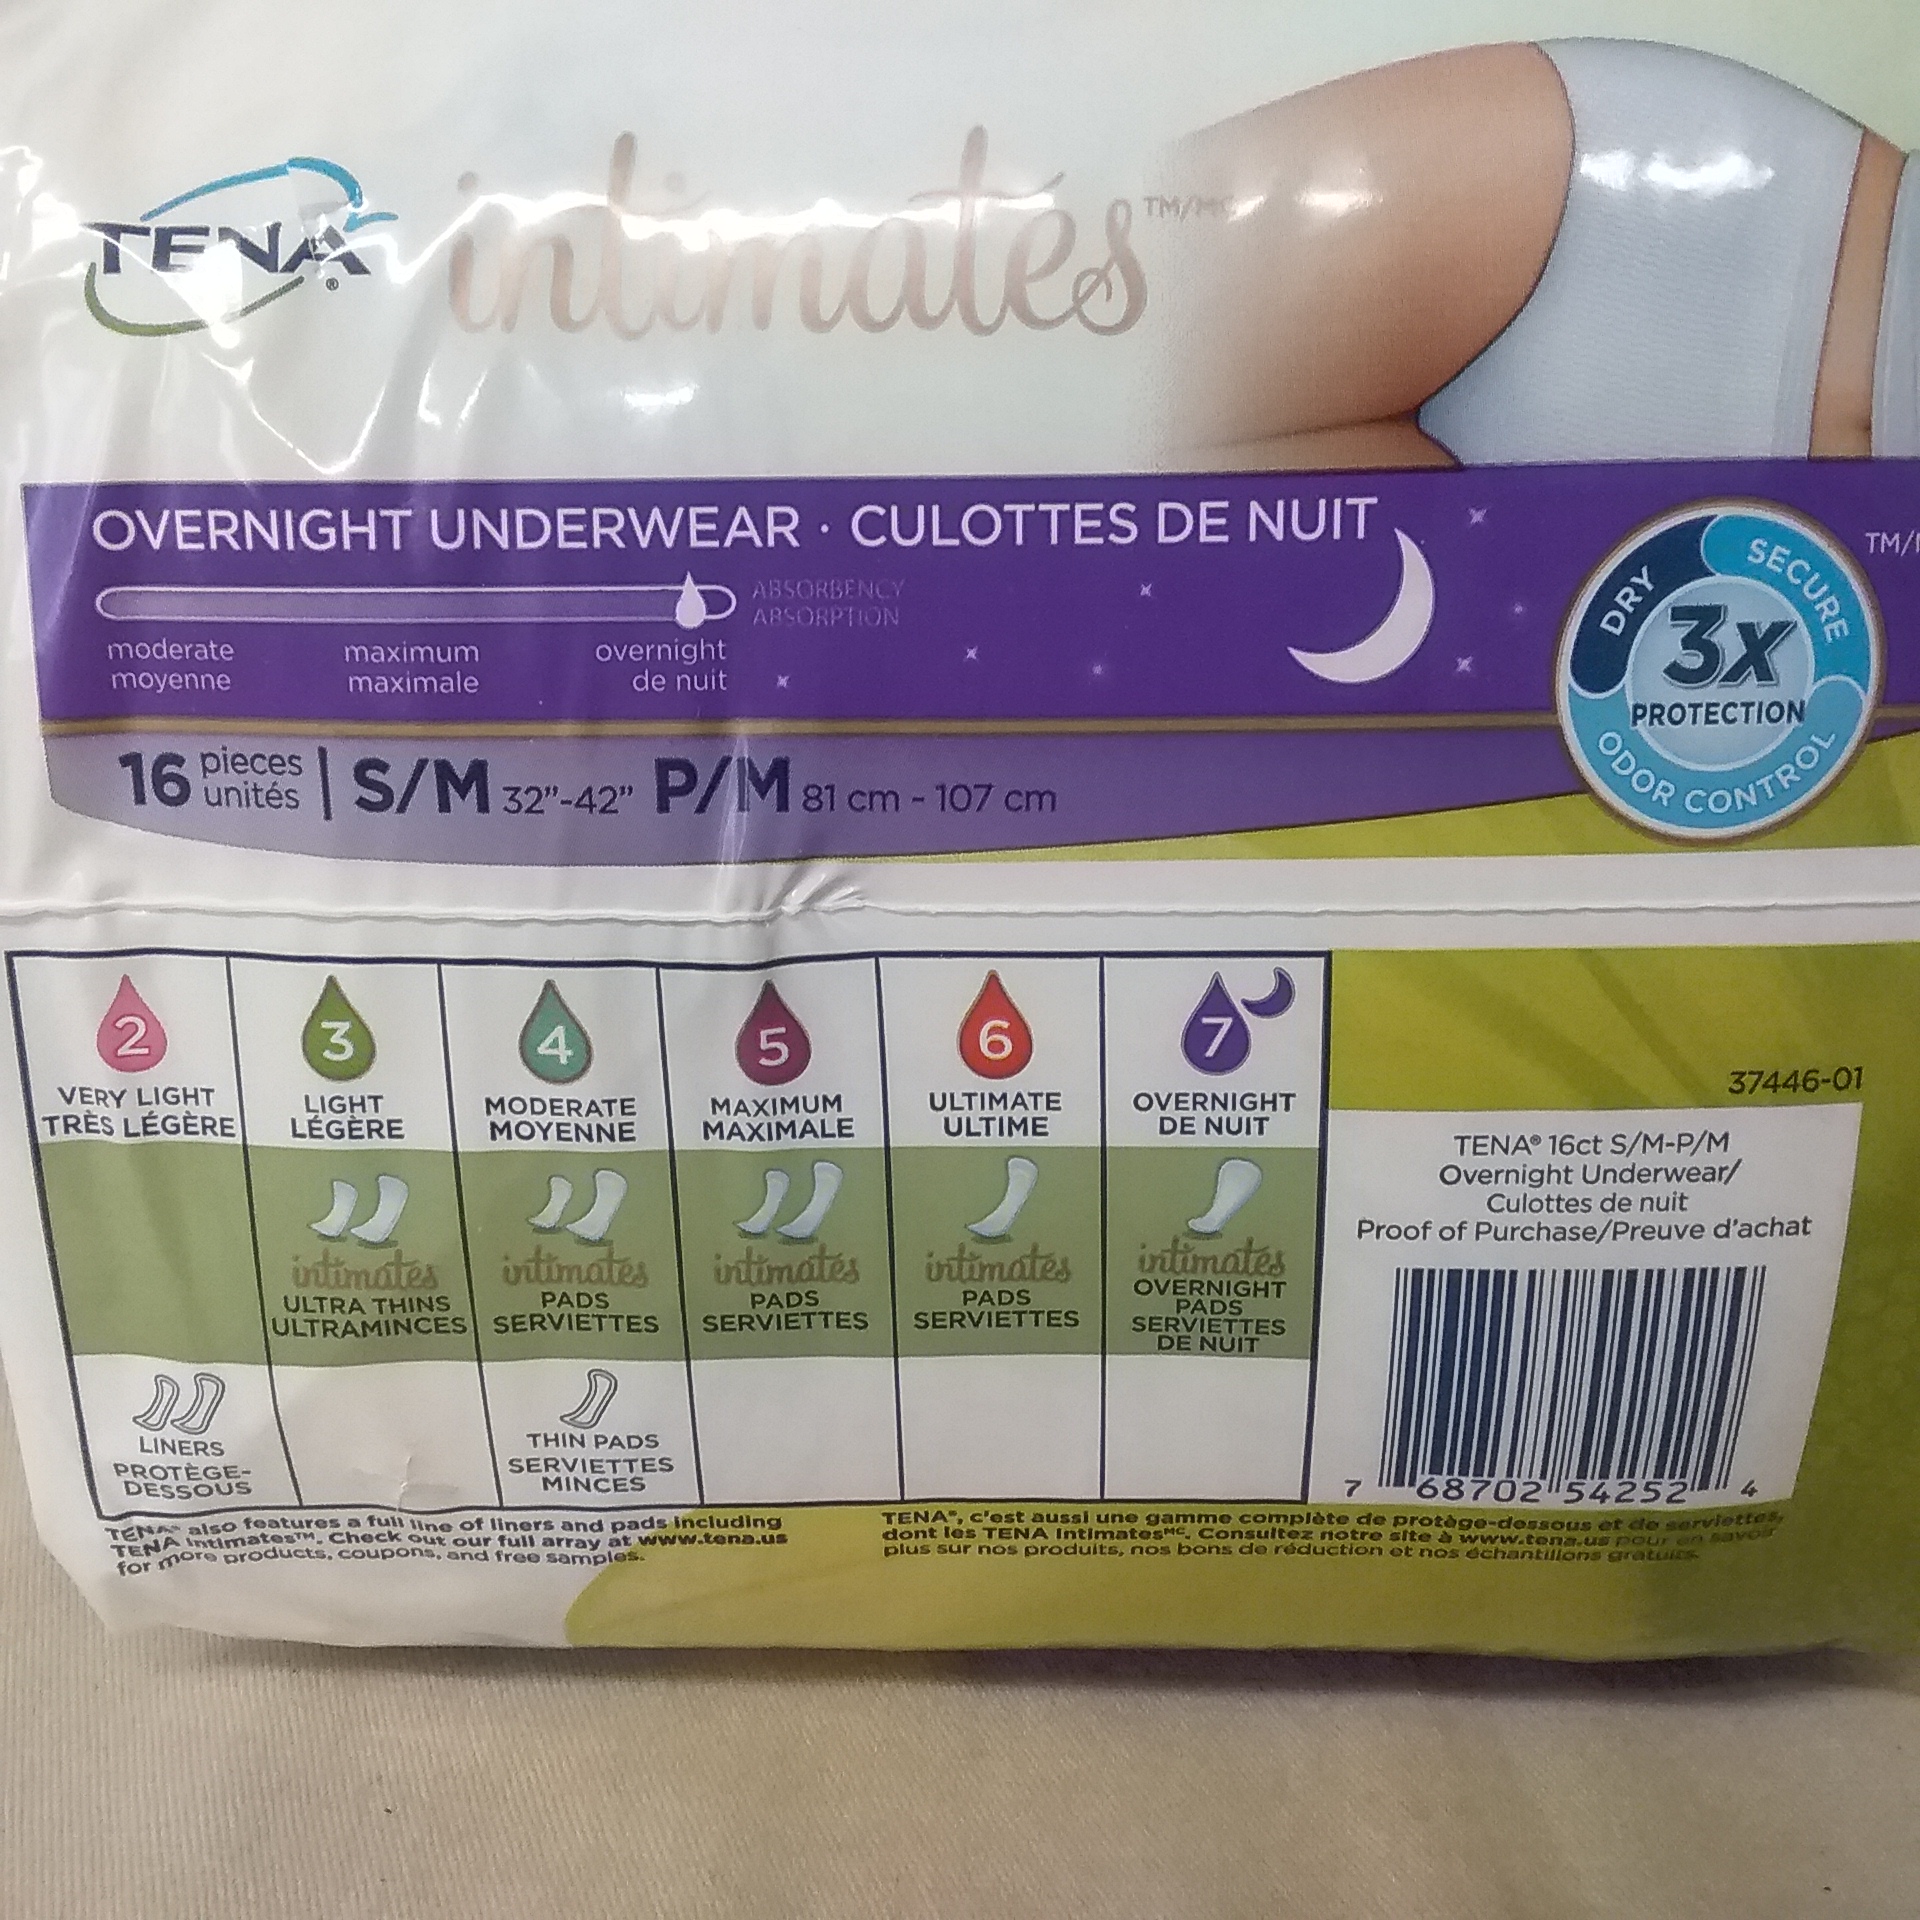 TENA®
intimates™/MC
OVERNIGHT UNDERWEAR · CULOTTES DE NUIT
ABSORBENCY
ABSORPTION
moderate
moyenne
maximum
maximale
overnight
de nuit
DRY
SECURE
TM/
3x
PROTECTION
ODOR CONTROL
16 pieces
unités
S/M 32”-42” P/M 81 cm - 107 cm
2
VERY LIGHT
TRÈS LÉGÈRE
3
LIGHT
LÉGÈRE
4
MODERATE
MOYENNE
5
MAXIMUM
MAXIMALE
6
ULTIMATE
ULTIME
7
OVERNIGHT
DE NUIT
intimates
ULTRA THINS
ULTRAMINCES
intimates
PADS
SERVIETTES
intimates
PADS
SERVIETTES
intimates
PADS
SERVIETTES
intimates
OVERNIGHT
PADS
SERVIETTES
DE NUIT
LINERS
PROTÈGE-
DESSOUS
THIN PADS
SERVIETTES
MINCES
37446-01
TENA® 16ct S/M-P/M
Overnight Underwear/
Culottes de nuit
Proof of Purchase/Preuve d’achat
7 68702 54252 4
TENA® also features a full line of liners and pads including
TENA Intimates™. Check out our full array at www.tena.us
for more products, coupons, and free samples.
TENA®, c’est aussi une gamme complète de protège-dessous et de serviettes,
dont les TENA IntimatesMC. Consultez notre site à www.tena.us pour en savoir
plus sur nos produits, nos bons de réduction et nos échantillons gratuits.